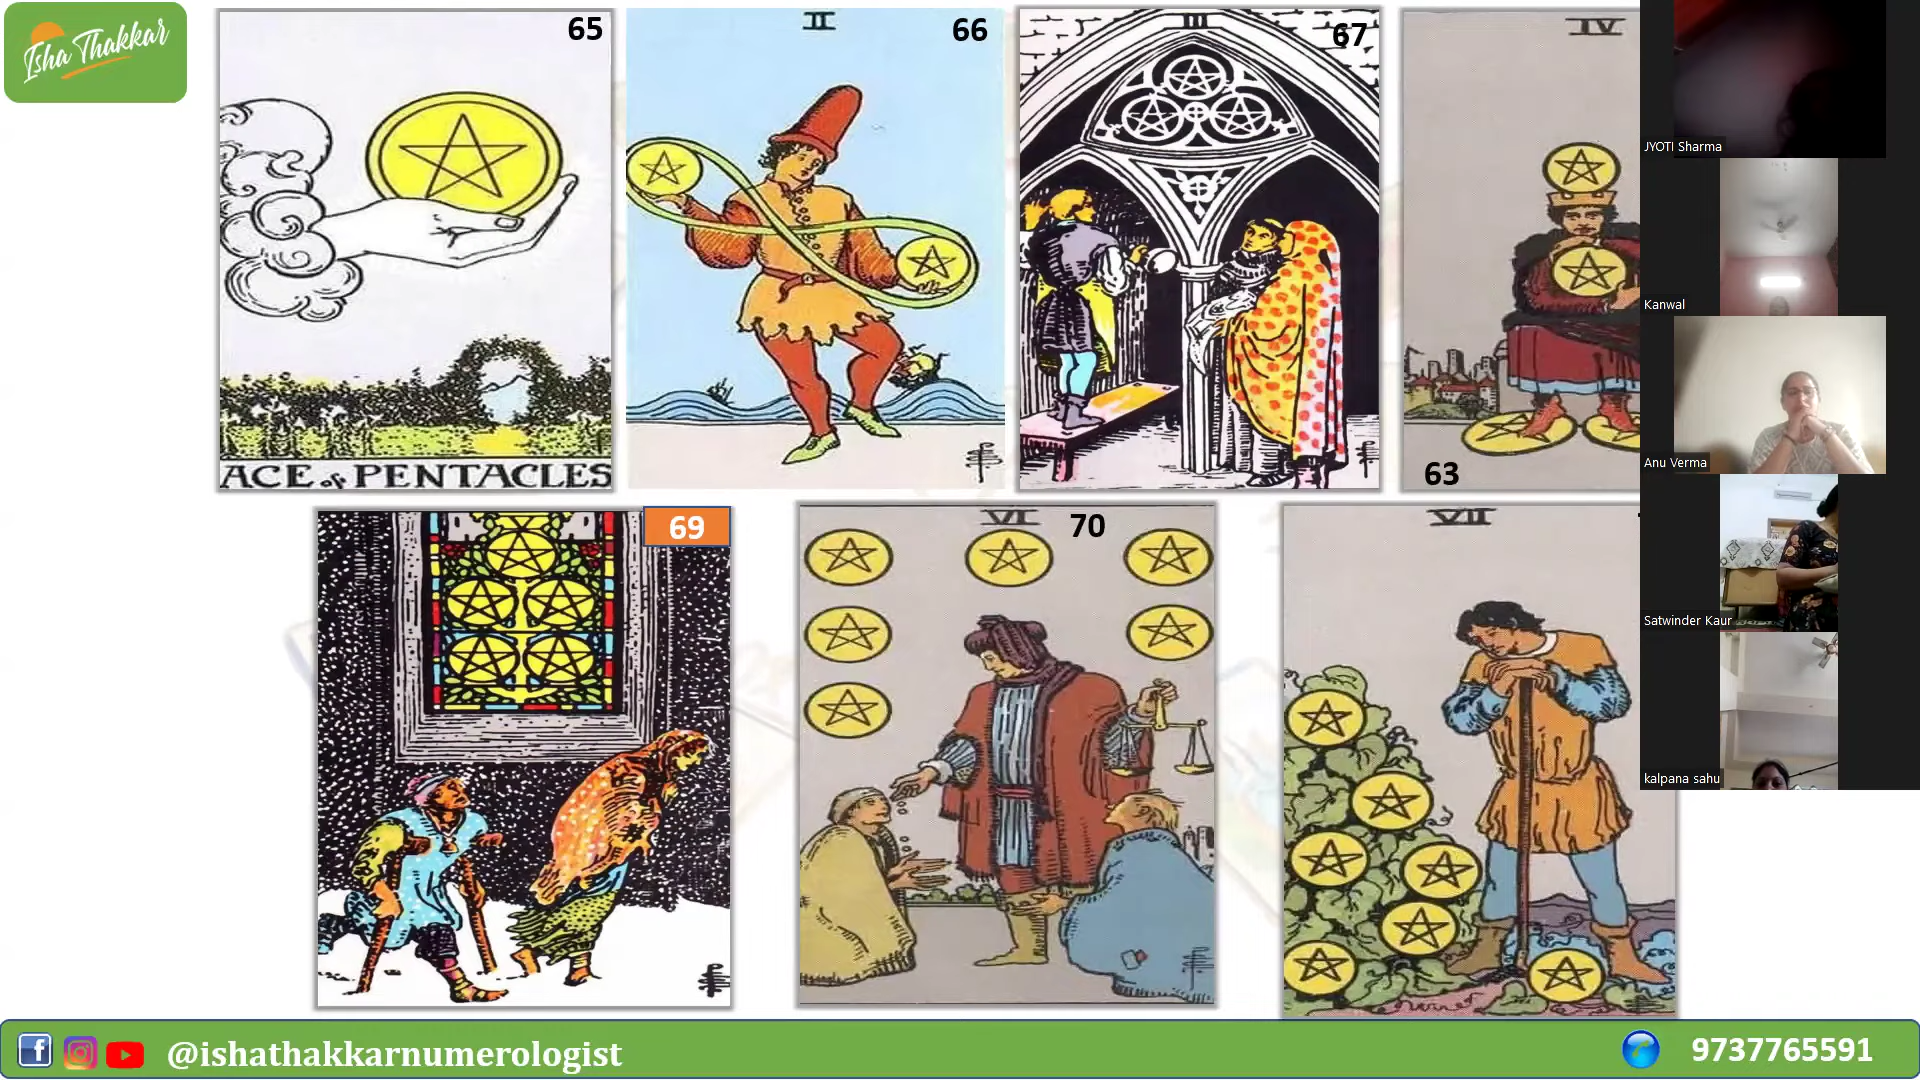 Isha Thakkar
65
II
66
III
67
IV
63
ACE of PENTACLES
69
VI
70
VII
JYOTI Sharma
Kanwal
Anu Verma
Satwinder Kaur
kalpana sahu
@ishathakkarnumerologist
9737765591